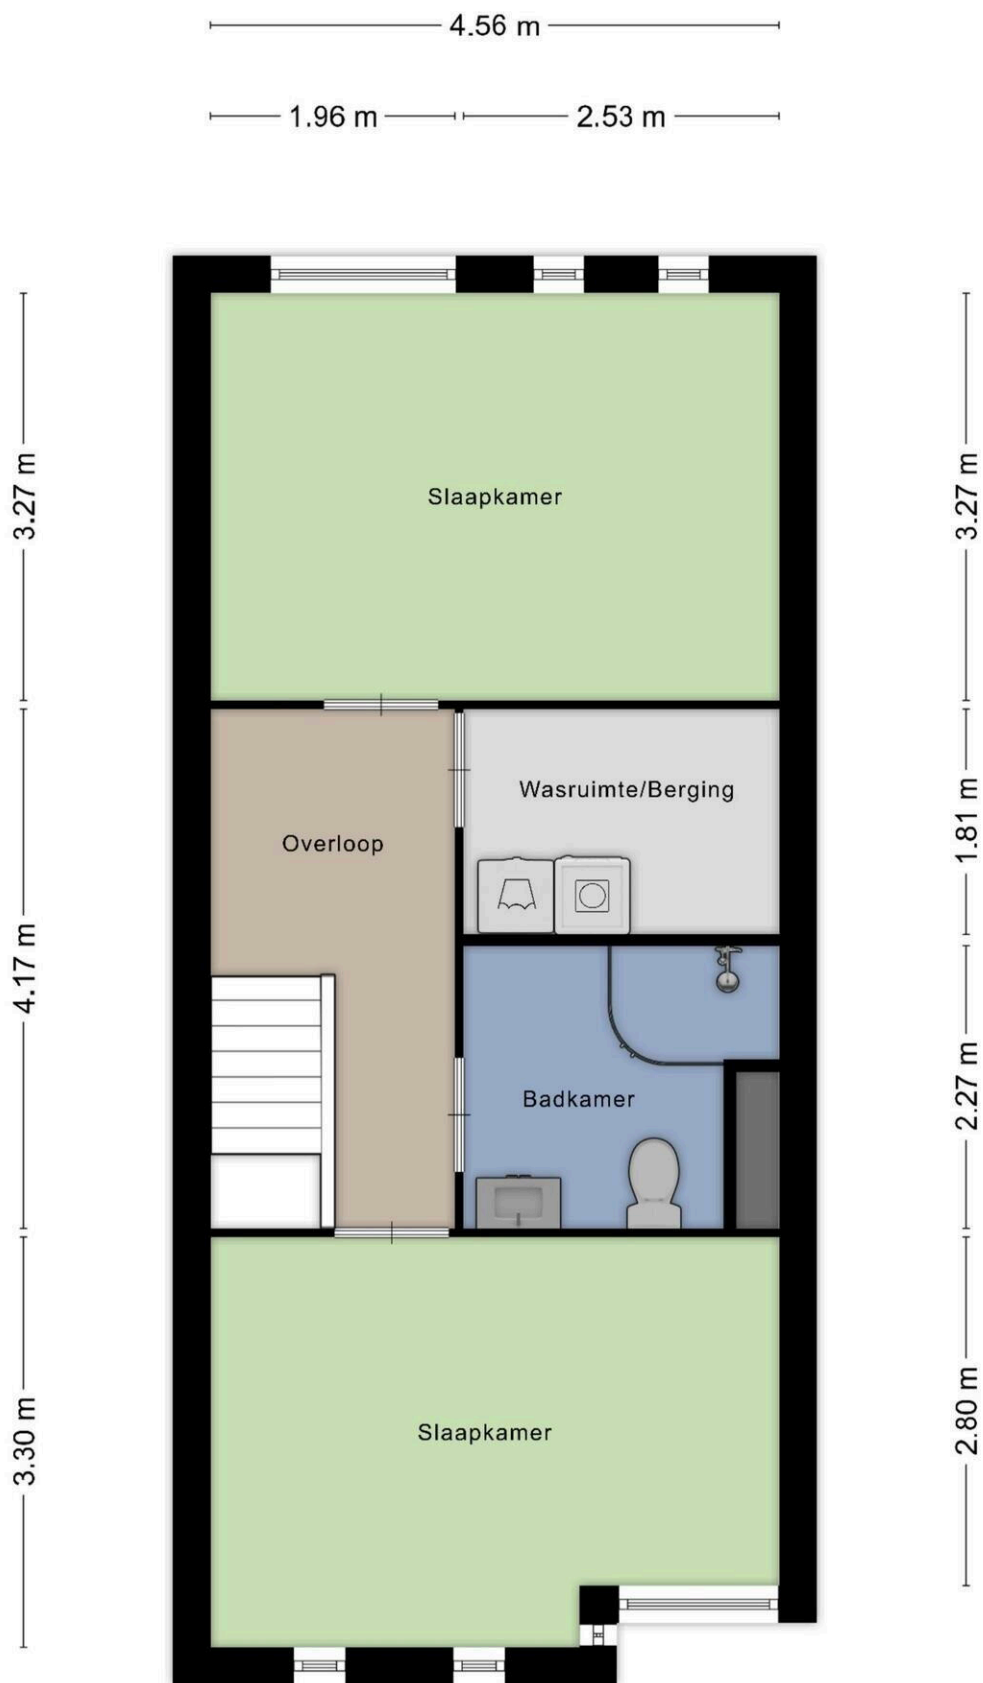 4.56 m
1.96 m
2.53 m
3.27 m
3.27 m
Slaapkamer
Wasruimte/Berging
1.81 m
Overloop
4.17 m
Badkamer
2.27 m
Slaapkamer
3.30 m
2.80 m